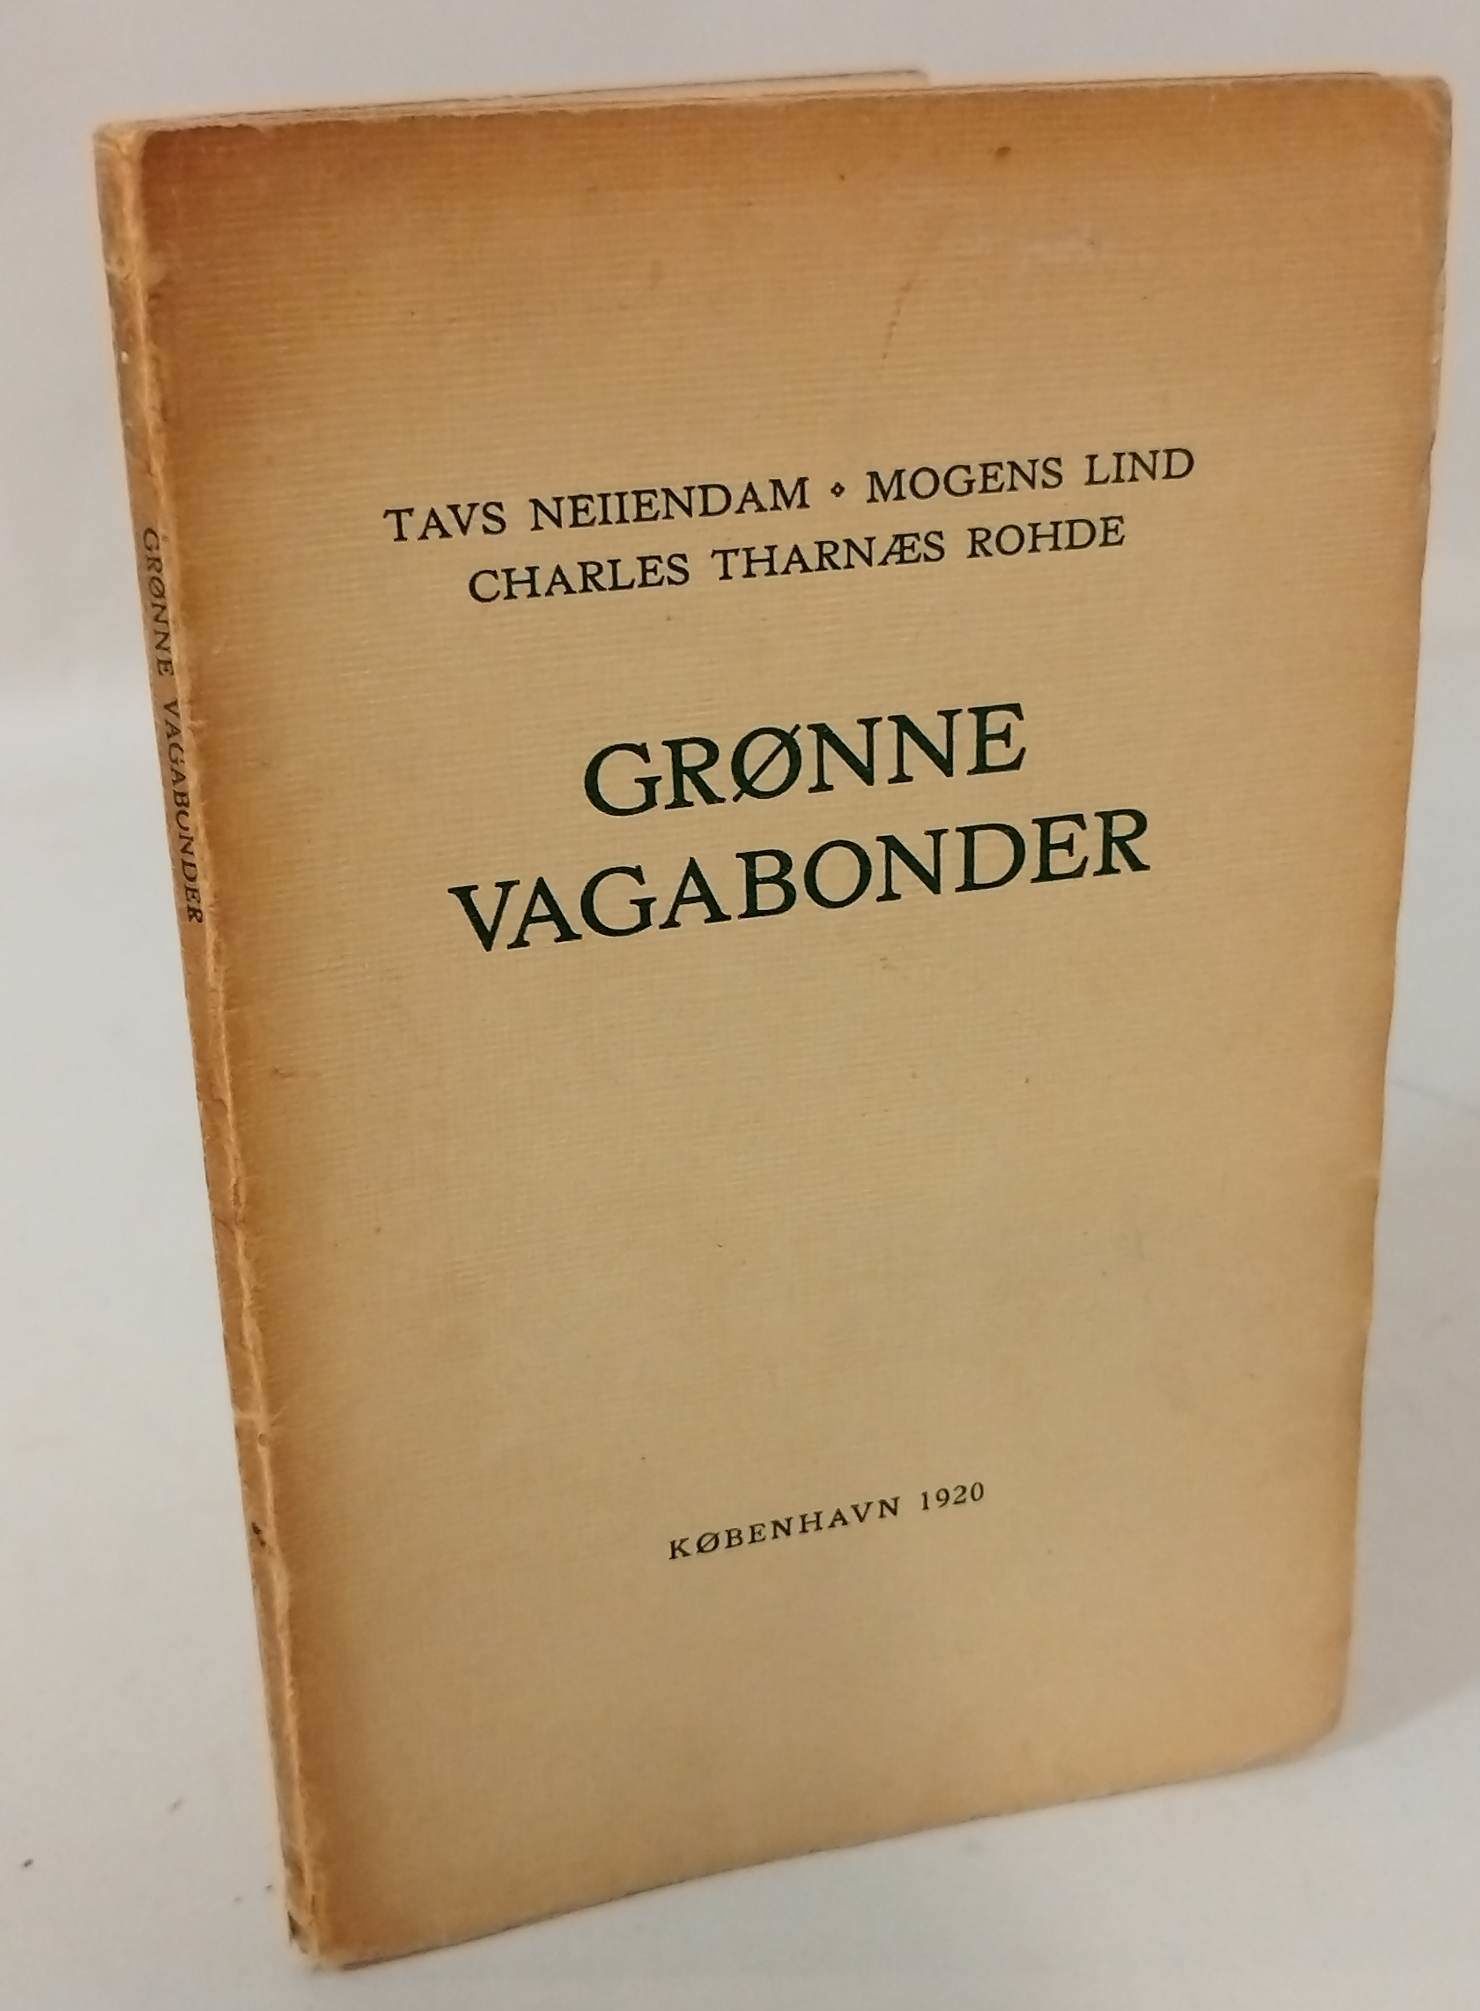 TAVS NEIIENDAM ⋄ MOGENS LIND
CHARLES THARNÆS ROHDE
GRØNNE
VAGABONDER
KØBENHAVN 1920
GRØNNE VAGABONDER